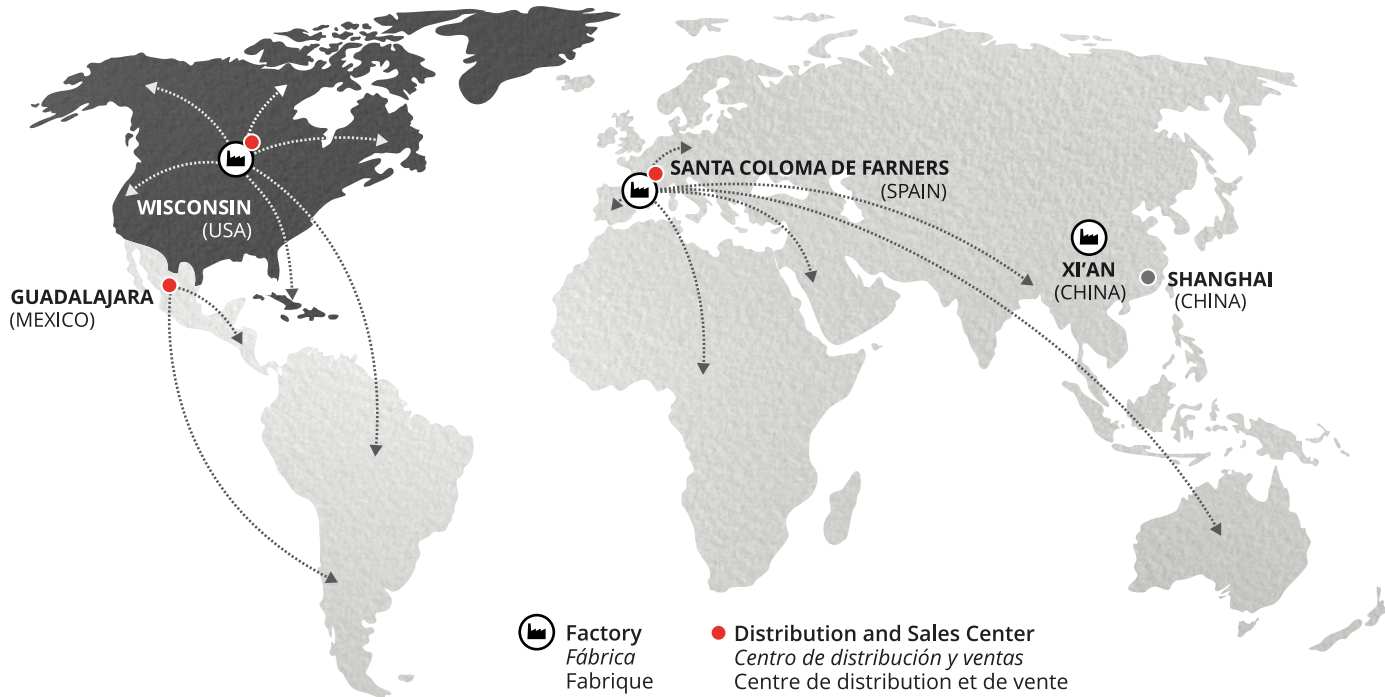 SANTA COLOMA DE FARNERS
(SPAIN)
WISCONSIN
(USA)
XI’AN
(CHINA)
SHANGHAI
(CHINA)
GUADALAJARA
(MEXICO)
Factory
Fábrica
Fabrique
Distribution and Sales Center
Centro de distribución y ventas
Centre de distribution et de vente